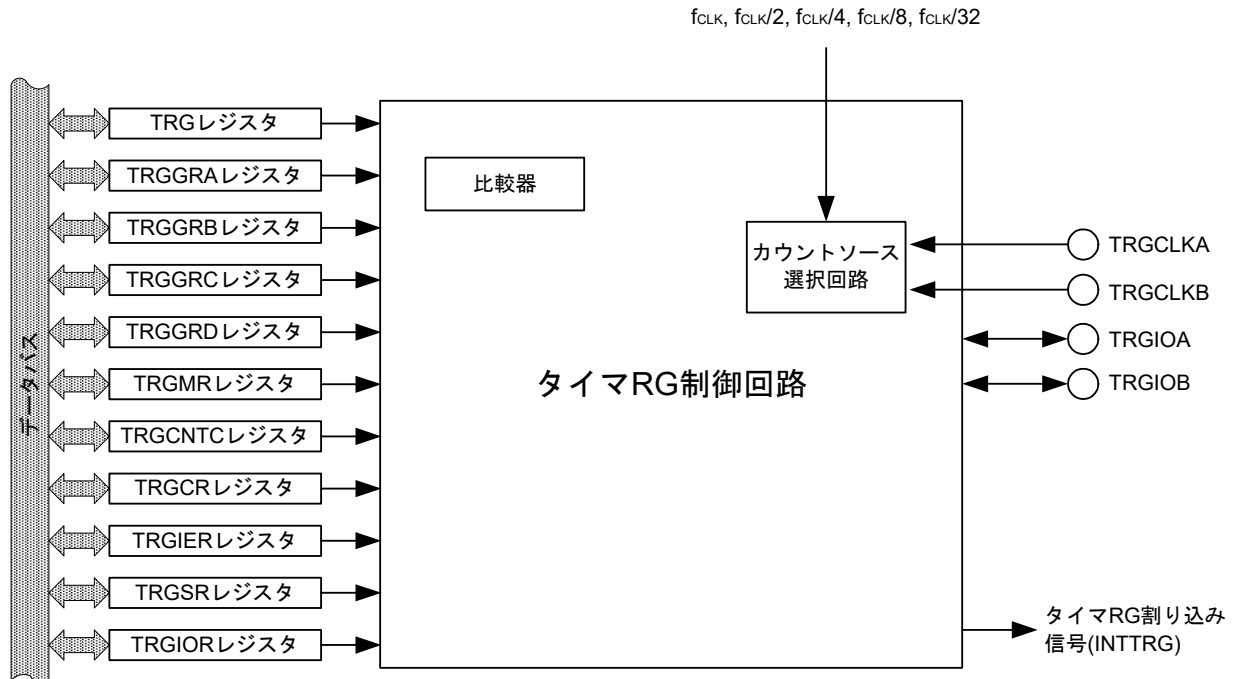 fCLK, fCLK/2, fCLK/4, fCLK/8, fCLK/32
データバス
TRGレジスタ
TRGGRAレジスタ
TRGGRBレジスタ
TRGGRCレジスタ
TRGGRDレジスタ
TRGMRレジスタ
TRGCNTCレジスタ
TRGCRレジスタ
TRGIERレジスタ
TRGSRレジスタ
TRGIORレジスタ
比較器
カウントソース
選択回路
タイマRG制御回路
TRGCLKA
TRGCLKB
TRGIOA
TRGIOB
タイマRG割り込み
信号(INTTRG)